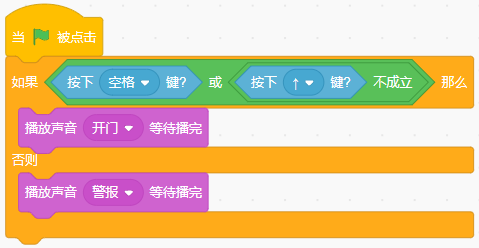 当 被点击
如果 按下 空格 键? 或 按下 ↑ 键? 不成立 那么
播放声音 开门 等待播完
否则
播放声音 警报 等待播完